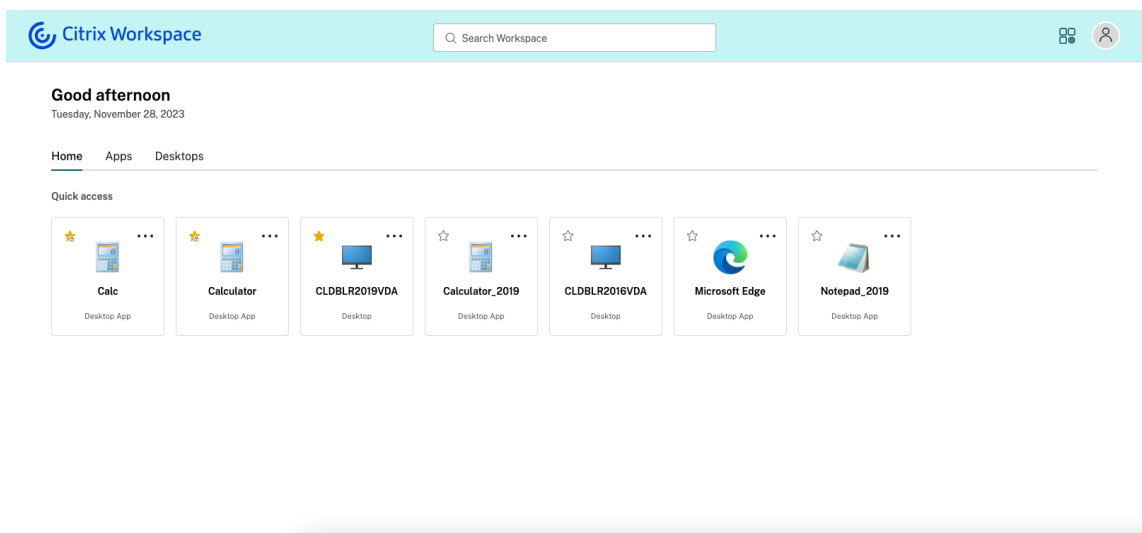 Citrix Workspace
Search Workspace
Good afternoon
Tuesday, November 28, 2023
Home Apps Desktops
Quick access
Calc Calculator CLDBLR2019VDA Calculator_2019 CLDBLR2016VDA Microsoft Edge Notepad_2019
Desktop App Desktop App Desktop Desktop App Desktop Desktop App Desktop App